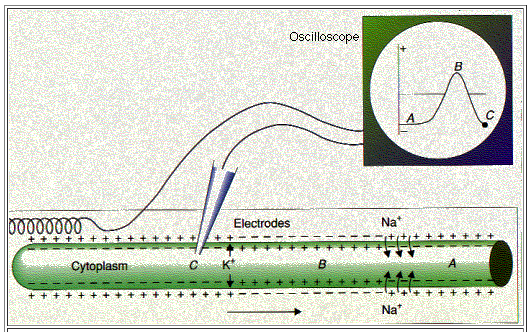 Oscilloscope
+
B
A
C
−
Electrodes
Na+
Cytoplasm
C
K+
B
A
Na+